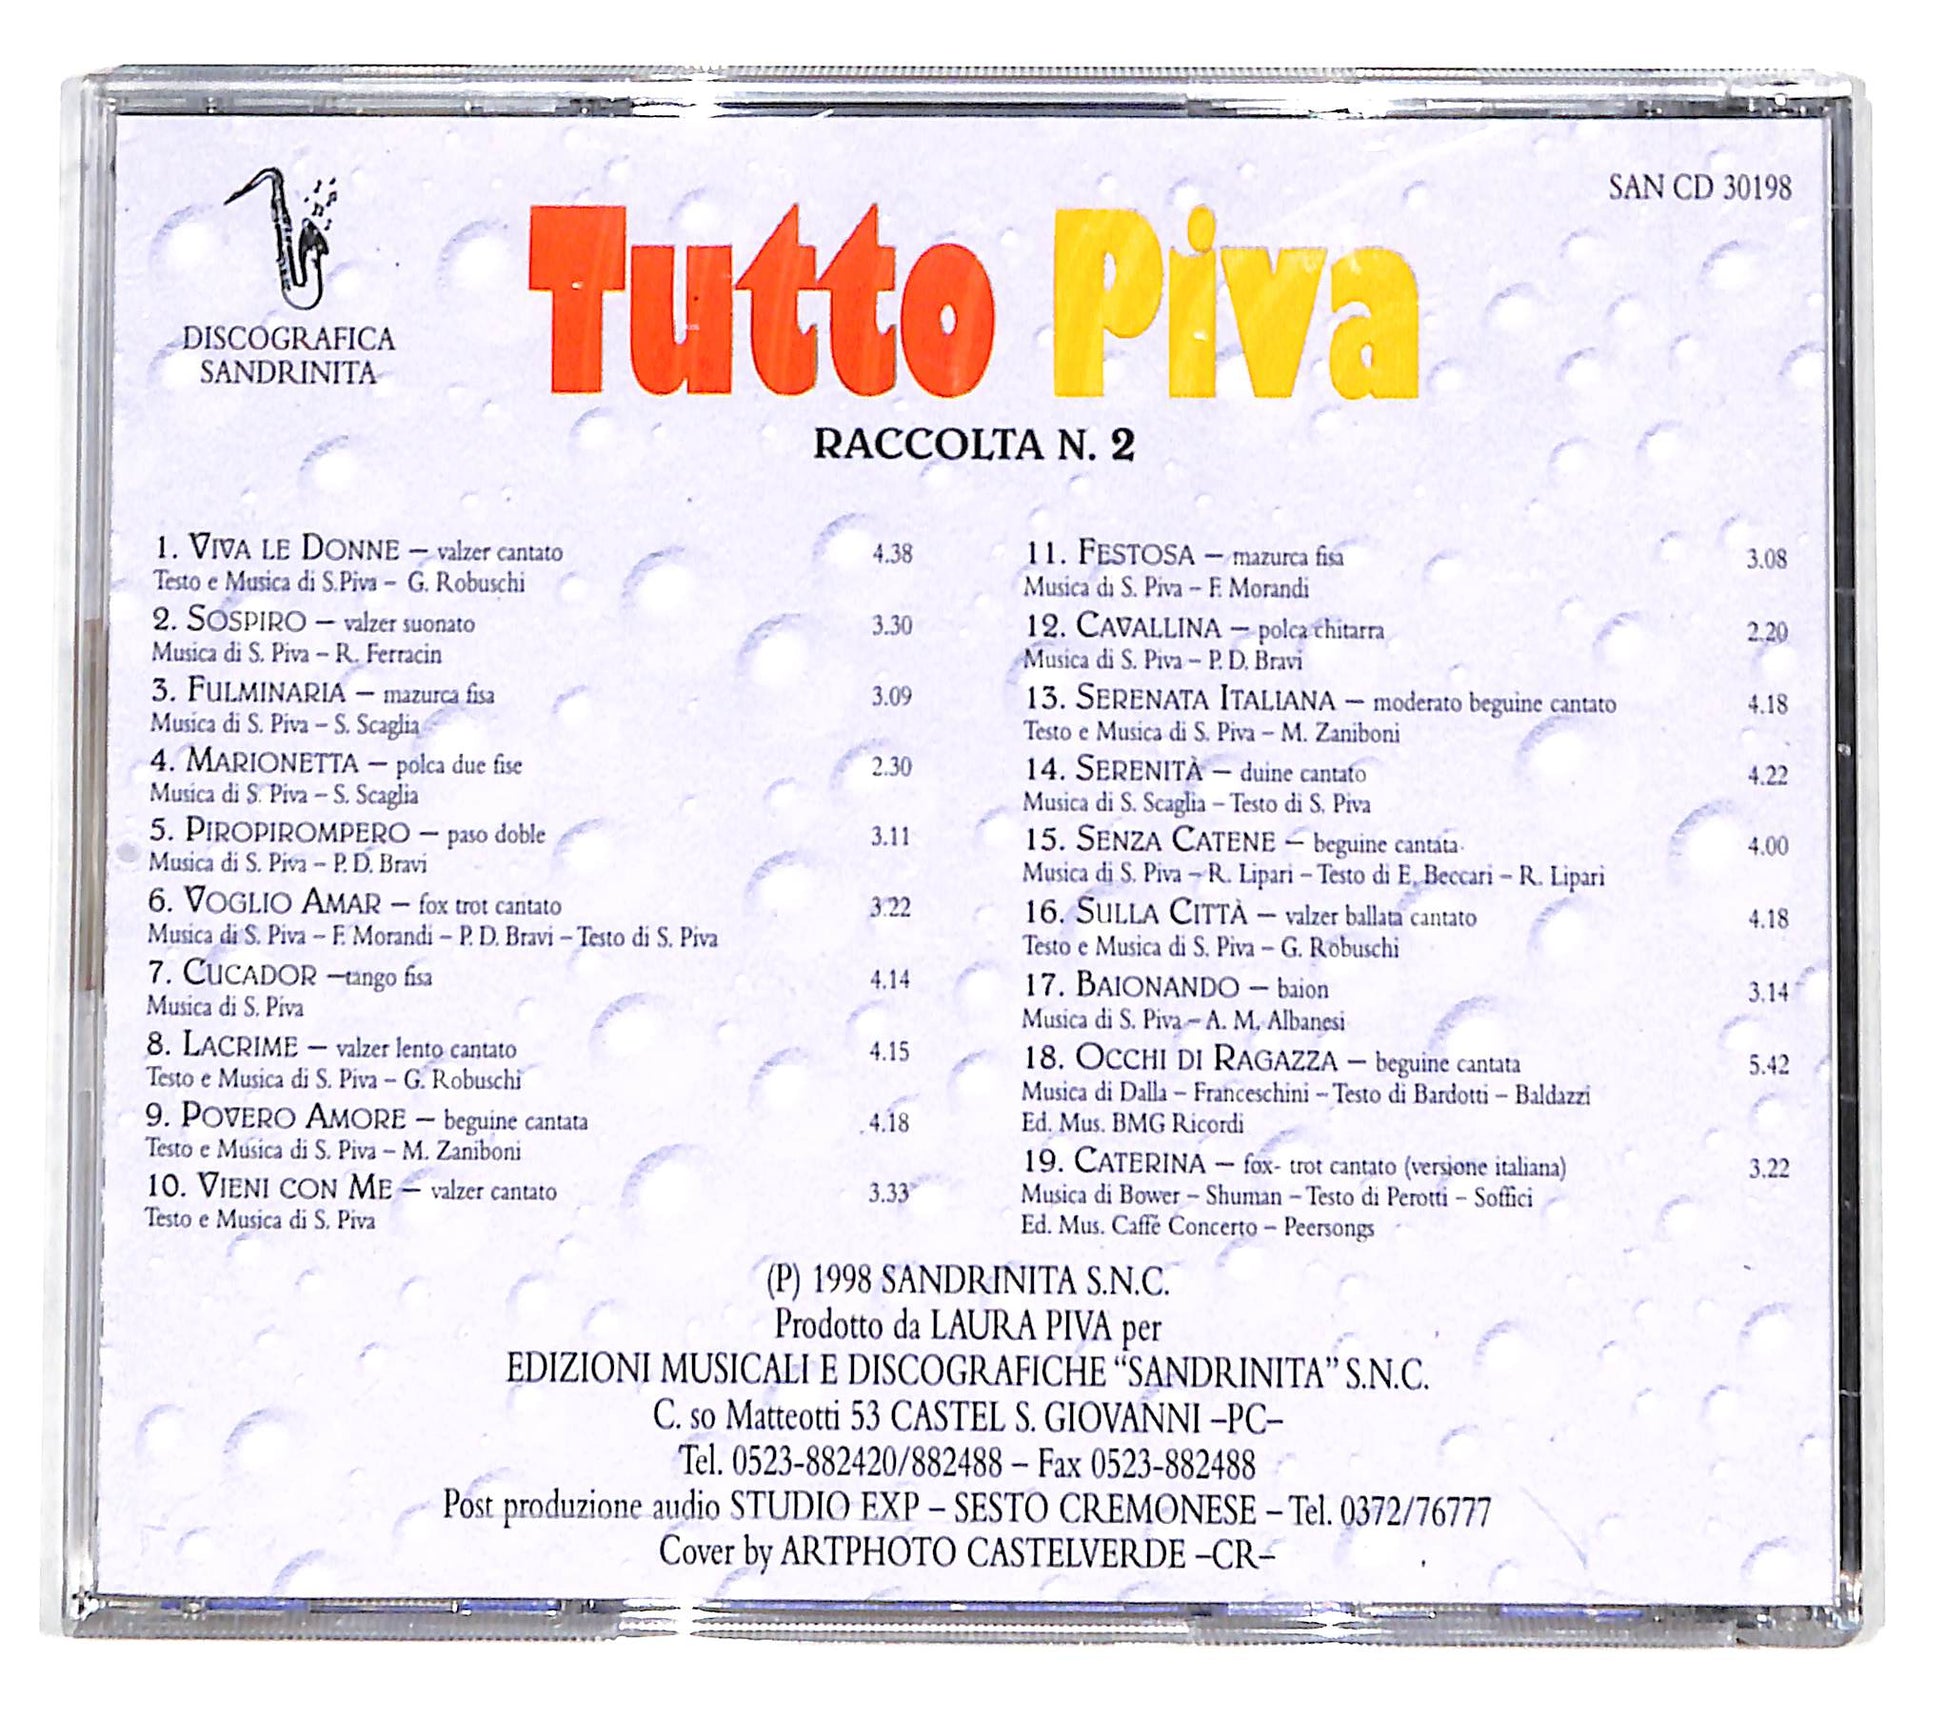 DISCOGRAFICA
SANDRINITA
SAN CD 30198
Tutto Piva
RACCOLTA N. 2
1. VIVA LE DONNE – valzer cantato 4.38
Testo e Musica di S.Piva – G. Robuschi
2. SOSPIRO – valzer suonato 3.30
Musica di S. Piva – R. Ferracin
3. FULMINARIA – mazurca fisa 3.09
Musica di S. Piva – S. Scaglia
4. MARIONETTA – polca due fise 2.30
Musica di S. Piva – S. Scaglia
5. PIROPIROMPERO – paso doble 3.11
Musica di S. Piva – P. D. Bravi
6. VOGLIO AMAR – fox trot cantato 3.22
Musica di S. Piva – F. Morandi – P. D. Bravi – Testo di S. Piva
7. CUCADOR –tango fisa 4.14
Musica di S. Piva
8. LACRIME – valzer lento cantato 4.15
Testo e Musica di S. Piva – G. Robuschi
9. POVERO AMORE – beguine cantata 4.18
Testo e Musica di S. Piva – M. Zaniboni
10. VIENI CON ME – valzer cantato 3.33
Testo e Musica di S. Piva
11. FESTOSA – mazurca fisa 3.08
Musica di S. Piva – F. Morandi
12. CAVALLINA – polca chitarra 2.20
Musica di S. Piva – P. D. Bravi
13. SERENATA ITALIANA – moderato beguine cantato 4.18
Testo e Musica di S. Piva – M. Zaniboni
14. SERENITÀ – duine cantato 4.22
Musica di S. Scaglia – Testo di S. Piva
15. SENZA CATENE – beguine cantata 4.00
Musica di S. Piva – R. Lipari – Testo di E. Beccari – R. Lipari
16. SULLA CITTÀ – valzer ballata cantato 4.18
Testo e Musica di S. Piva – G. Robuschi
17. BAIONANDO – baion 3.14
Musica di S. Piva – A. M. Albanesi
18. OCCHI DI RAGAZZA – beguine cantata 5.42
Musica di Dalla – Franceschini – Testo di Bardotti – Baldazzi
Ed. Mus. BMG Ricordi
19. CATERINA – fox- trot cantato (versione italiana) 3.22
Musica di Bower – Shuman – Testo di Perotti – Soffici
Ed. Mus. Caffè Concerto – Peersongs
(P) 1998 SANDRINITA S.N.C.
Prodotto da LAURA PIVA per
EDIZIONI MUSICALI E DISCOGRAFICHE “SANDRINITA” S.N.C.
C. so Matteotti 53 CASTEL S. GIOVANNI –PC–
Tel. 0523-882420/882488 – Fax 0523-882488
Post produzione audio STUDIO EXP – SESTO CREMONESE – Tel. 0372/76777
Cover by ARTPHOTO CASTELVERDE –CR–